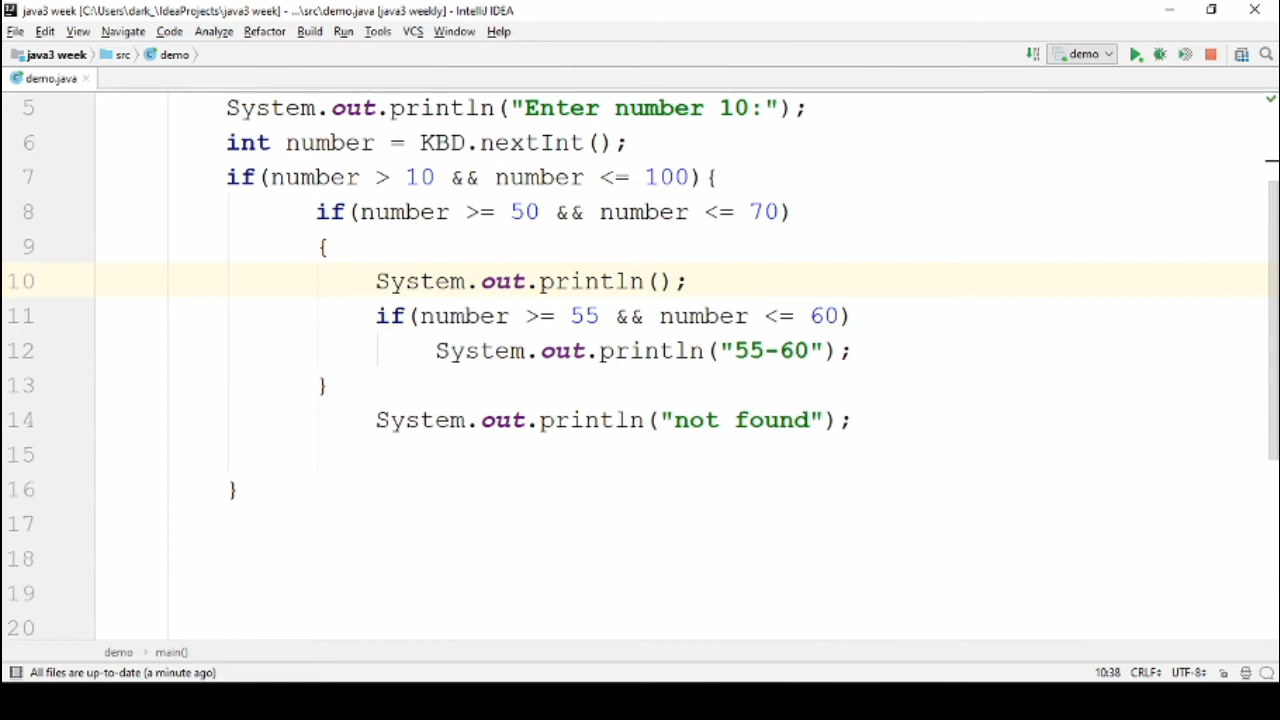 java3 week [C:\Users\dark_\IdeaProjects\java3 week] - ...\src\demo.java [java3 weekly] - IntelliJ IDEA
File Edit View Navigate Code Analyze Refactor Build Run Tools VCS Window Help
java3 week src demo demo
demo.java
5 System.out.println("Enter number 10:");
6 int number = KBD.nextInt();
7 if(number > 10 && number <= 100){
8 if(number >= 50 && number <= 70)
9 {
10 System.out.println();
11 if(number >= 55 && number <= 60)
12 System.out.println("55-60");
13 }
14 System.out.println("not found");
15
16 }
17
18
19
20
demo › main()
All files are up-to-date (a minute ago) 10:38 CRLF UTF-8